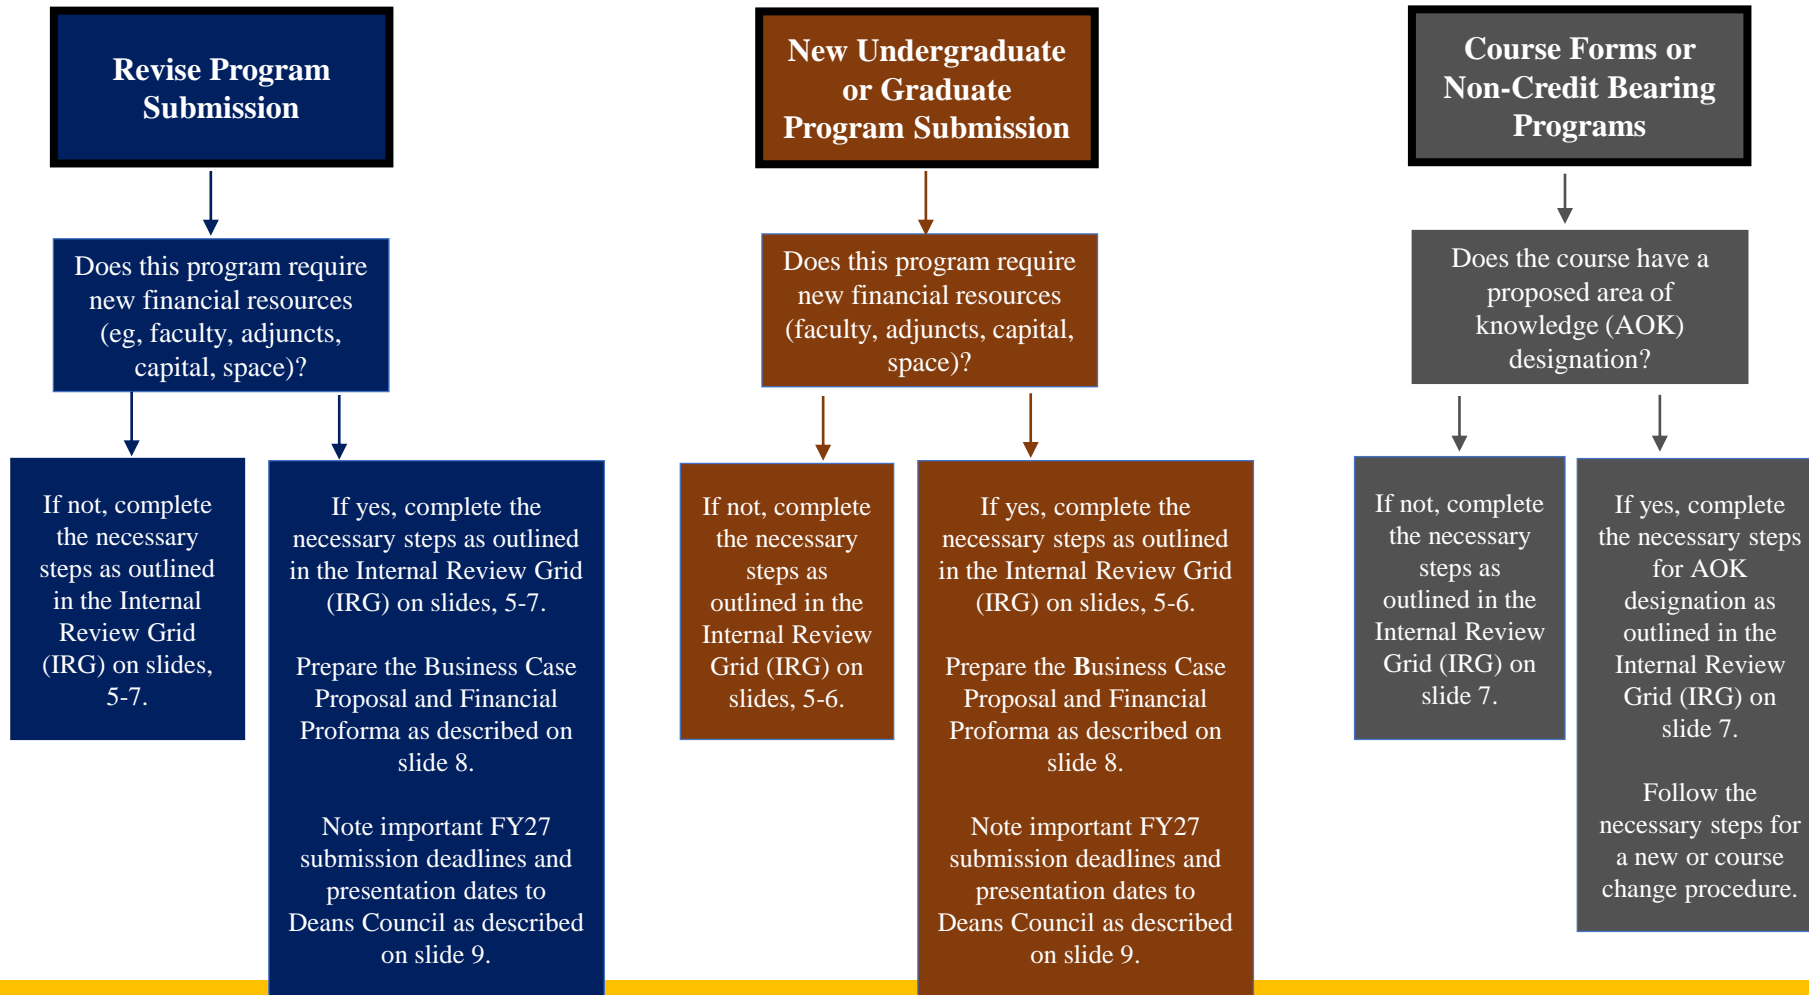 Revise Program
Submission
Does this program require
new financial resources
(eg, faculty, adjuncts,
capital, space)?
If not, complete
the necessary
steps as outlined
in the Internal
Review Grid
(IRG) on slides,
5-7.
If yes, complete the
necessary steps as outlined
in the Internal Review Grid
(IRG) on slides, 5-7.
Prepare the Business Case
Proposal and Financial
Proforma as described on
slide 8.
Note important FY27
submission deadlines and
presentation dates to
Deans Council as described
on slide 9.
New Undergraduate
or Graduate
Program Submission
Does this program require
new financial resources
(faculty, adjuncts, capital,
space)?
If not, complete
the necessary
steps as
outlined in the
Internal Review
Grid (IRG) on
slides, 5-6.
If yes, complete the
necessary steps as outlined
in the Internal Review Grid
(IRG) on slides, 5-6.
Prepare the Business Case
Proposal and Financial
Proforma as described on
slide 8.
Note important FY27
submission deadlines and
presentation dates to
Deans Council as described
on slide 9.
Course Forms or
Non-Credit Bearing
Programs
Does the course have a
proposed area of
knowledge (AOK)
designation?
If not, complete
the necessary
steps as
outlined in the
Internal Review
Grid (IRG) on
slide 7.
If yes, complete
the necessary steps
for AOK
designation as
outlined in the
Internal Review
Grid (IRG) on
slide 7.
Follow the
necessary steps for
a new or course
change procedure.